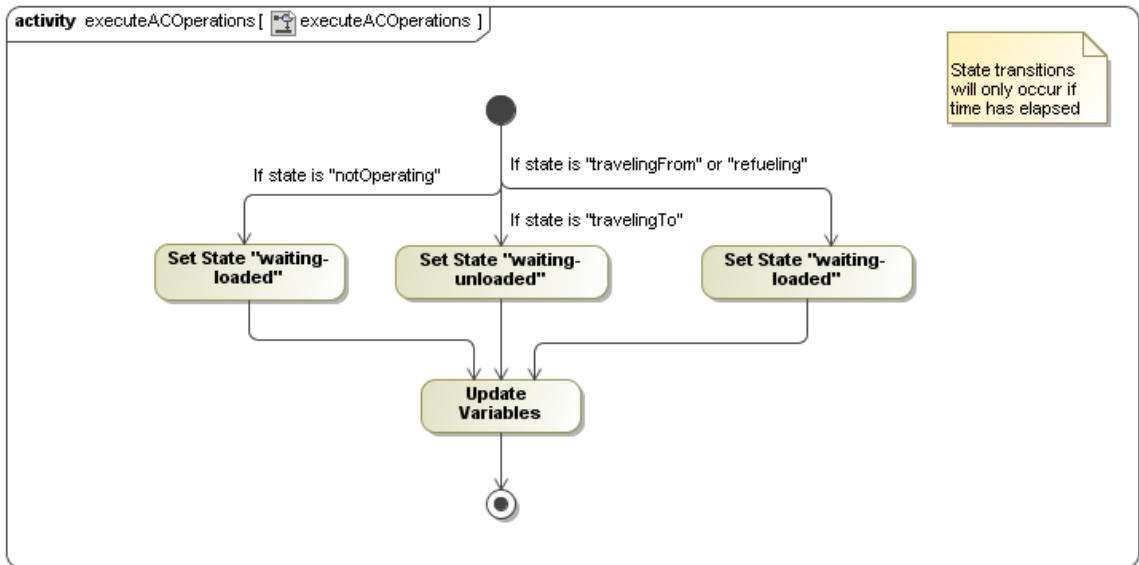 activity executeACOperations [ executeACOperations ]
State transitions
will only occur if
time has elapsed
If state is "notOperating"
If state is "travelingFrom" or "refueling"
If state is "travelingTo"
Set State "waiting-
loaded"
Set State "waiting-
unloaded"
Set State "waiting-
loaded"
Update
Variables